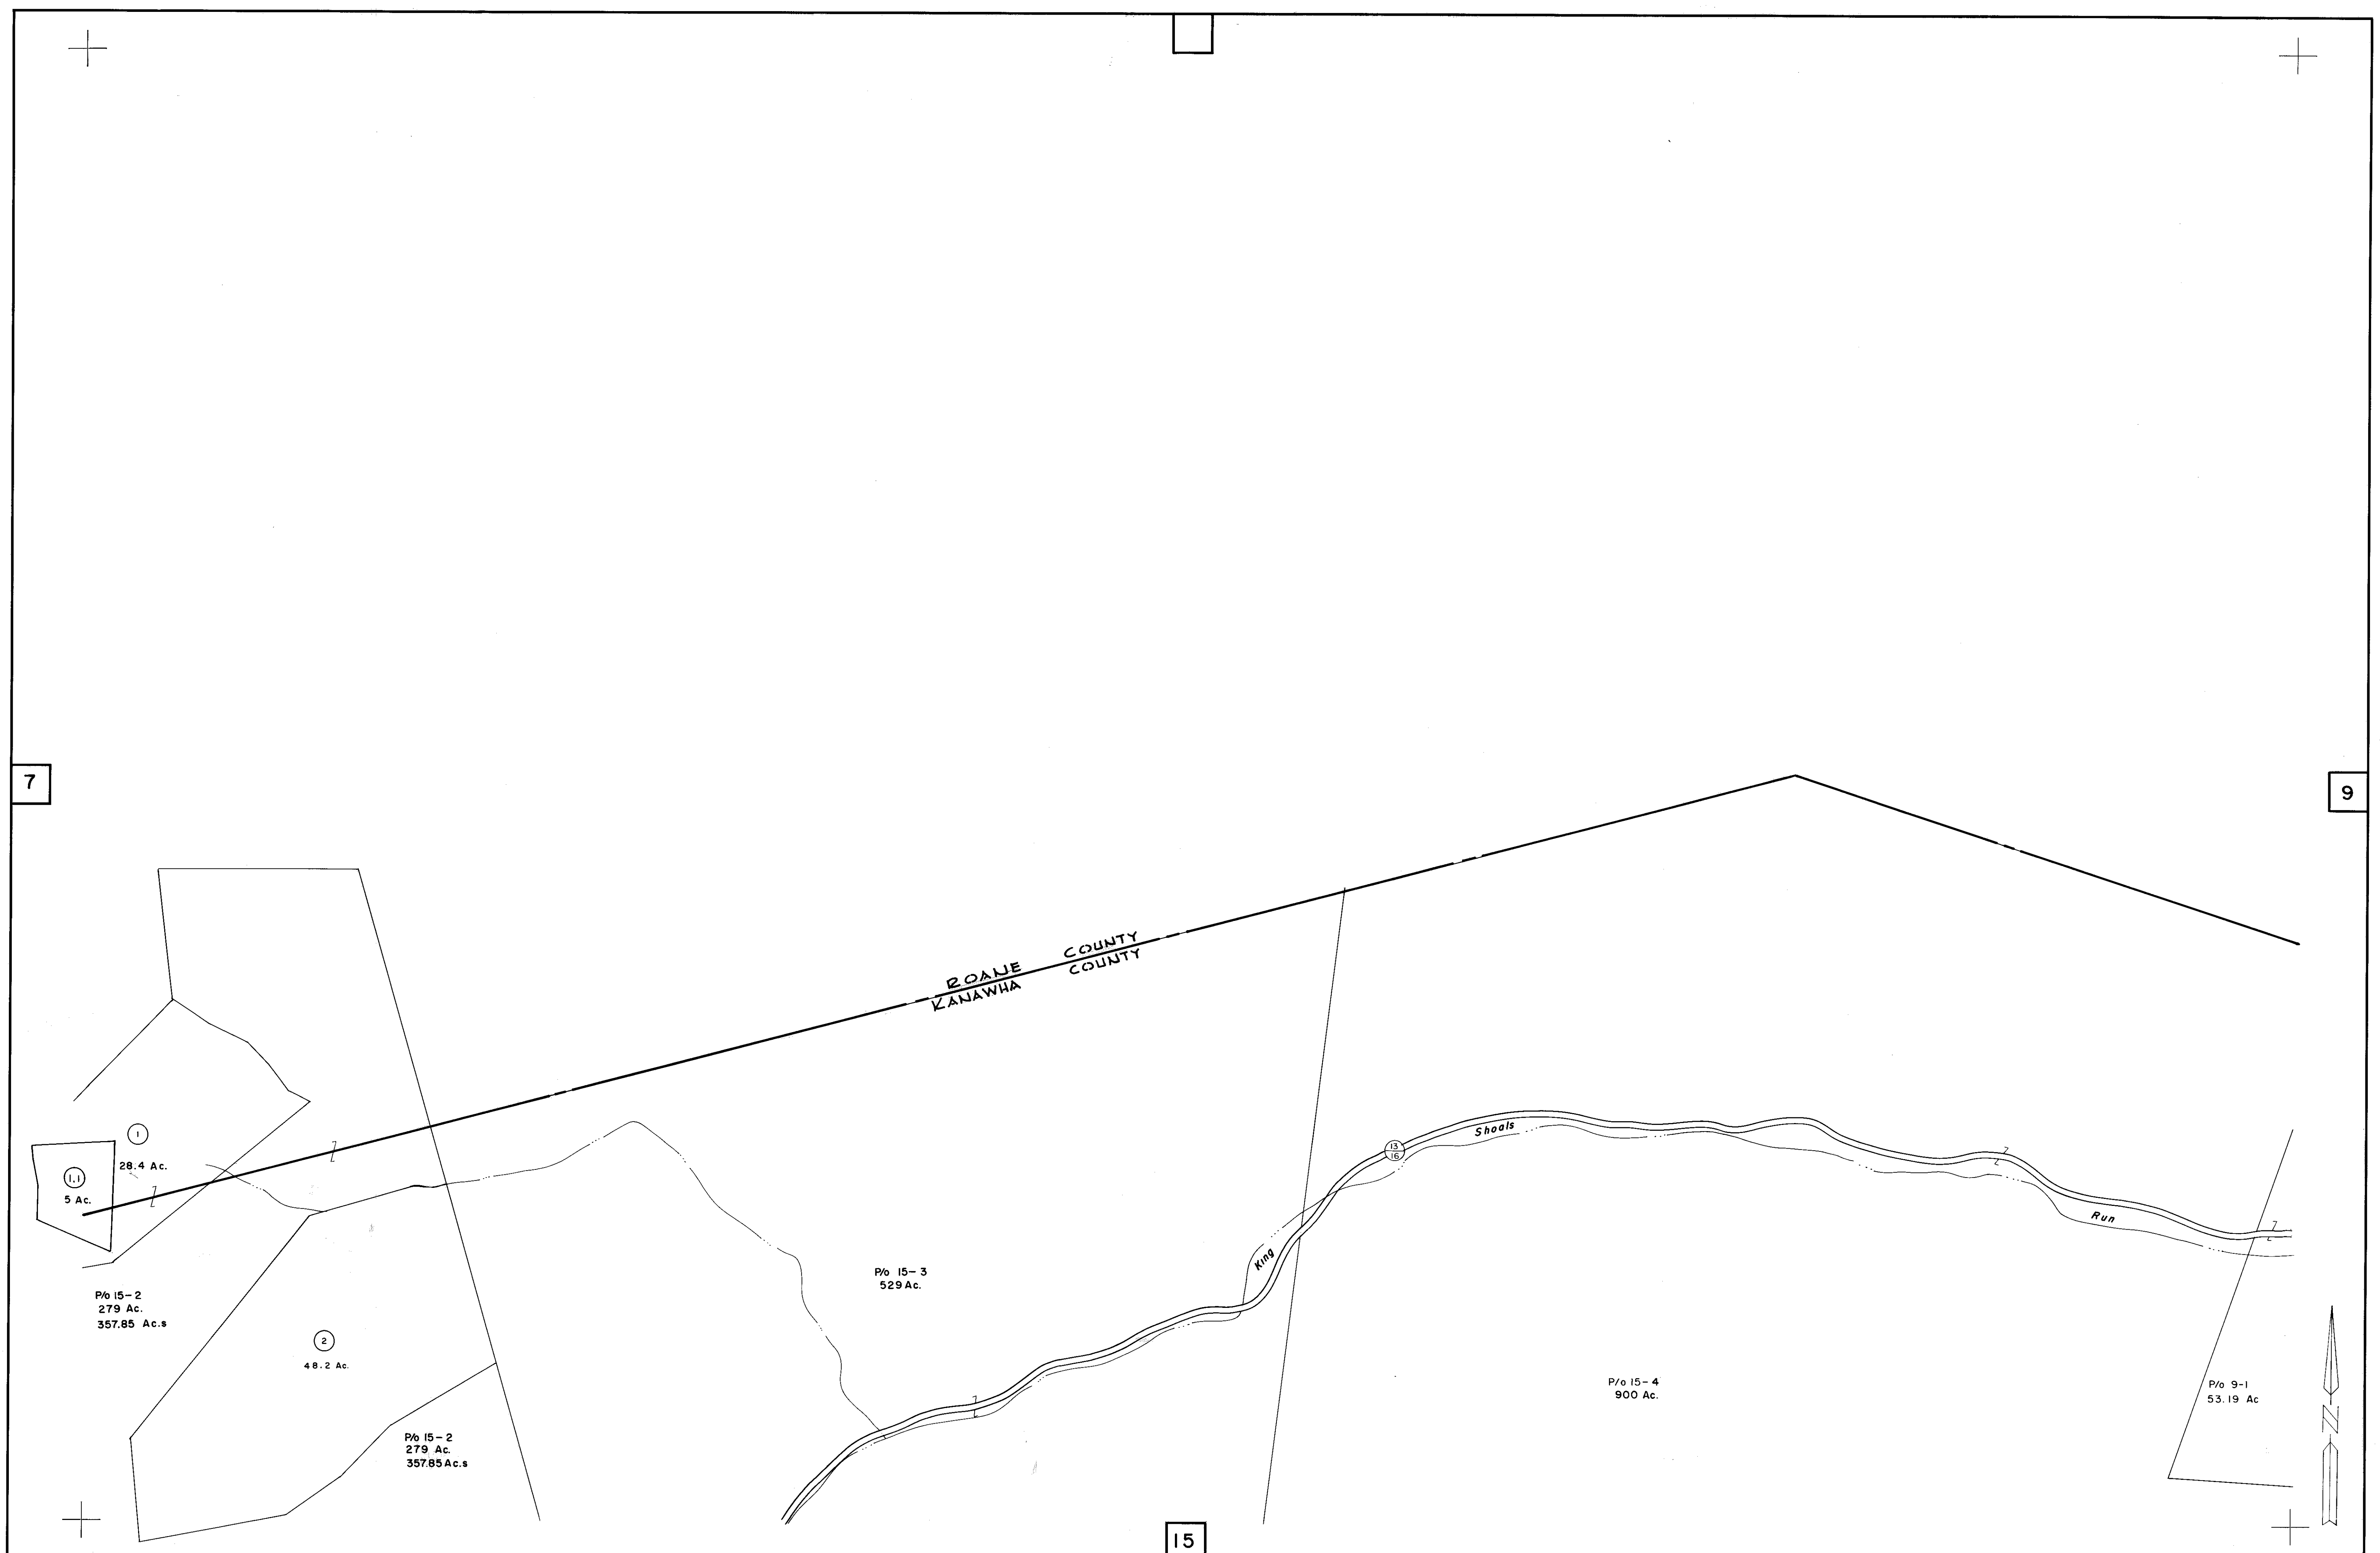 7
9
ROANE COUNTY
KANAWHA COUNTY
1
28.4 Ac.
1.1
5 Ac.
P/o 15-2
279 Ac.
357.85 Ac.s
2
48.2 Ac.
P/o 15-2
279 Ac.
357.85 Ac.s
P/o 15-3
529 Ac.
King
13
16
Shoals
Run
P/o 15-4
900 Ac.
P/o 9-1
53.19 Ac
N
15